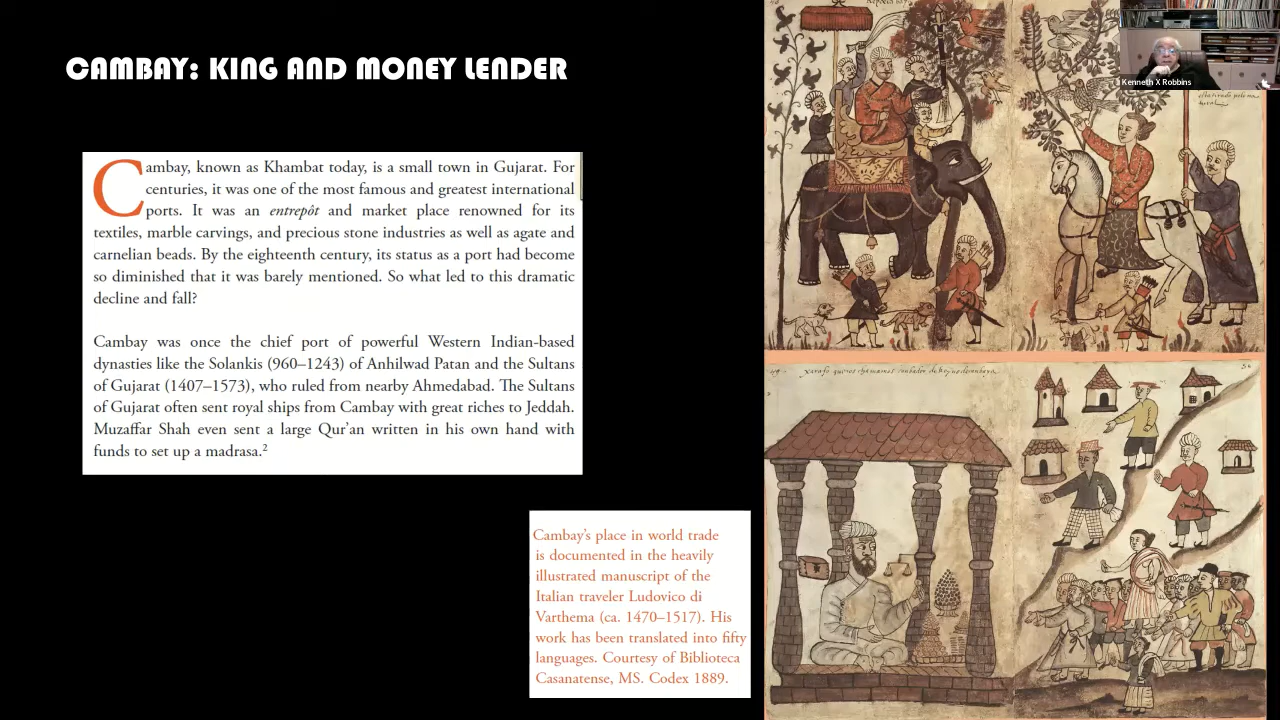 CAMBAY: KING AND MONEY LENDER
Cambay, known as Khambat today, is a small town in Gujarat. For
centuries, it was one of the most famous and greatest international
ports. It was an entrepôt and market place renowned for its
textiles, marble carvings, and precious stone industries as well as agate and
carnelian beads. By the eighteenth century, its status as a port had become
so diminished that it was barely mentioned. So what led to this dramatic
decline and fall?
Cambay was once the chief port of powerful Western Indian-based
dynasties like the Solankis (960–1243) of Anhilwad Patan and the Sultans
of Gujarat (1407–1573), who ruled from nearby Ahmedabad. The Sultans
of Gujarat often sent royal ships from Cambay with great riches to Jeddah.
Muzaffar Shah even sent a large Qur'an written in his own hand with
funds to set up a madrasa.²
Cambay's place in world trade
is documented in the heavily
illustrated manuscript of the
Italian traveler Ludovico di
Varthema (ca. 1470–1517). His
work has been translated into fifty
languages. Courtesy of Biblioteca
Casanatense, MS. Codex 1889.
Kenneth X Robbins